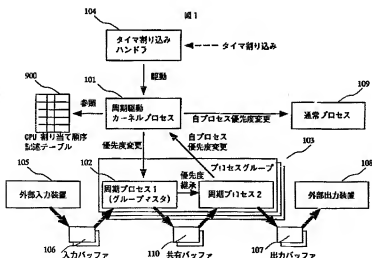 図1
104
タイマ割り込み
ハンドラ
タイマ割り込み
900
101
駆動
109
参照
周期駆動
カーネルプロセス
自プロセス優先度変更
通常プロセス
CPU 割り当て順序
記述テーブル
優先度変更
自プロセス
優先度変更
103
105
102
プロセスグループ
108
外部入力装置
周期プロセス1
(グループマスタ)
優先度
継承
周期プロセス2
外部出力装置
106
入力バッファ
110
共有バッファ
107
出力バッファ